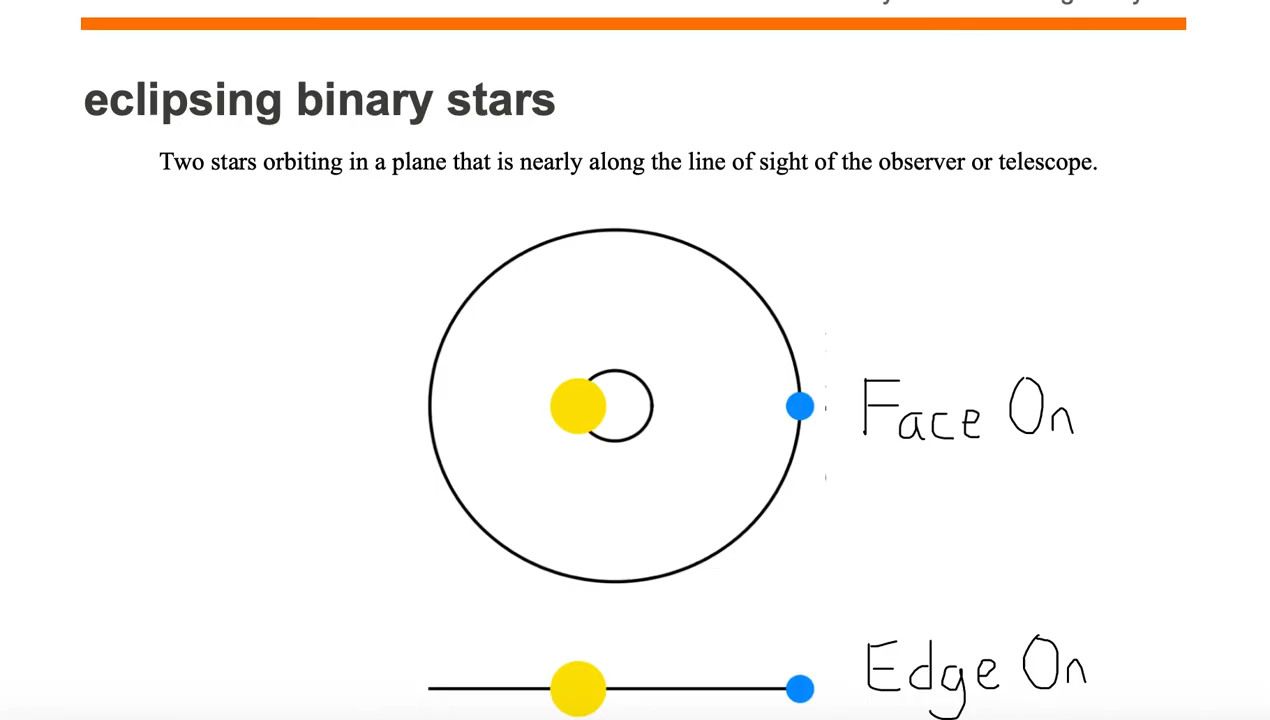 eclipsing binary stars
Two stars orbiting in a plane that is nearly along the line of sight of the observer or telescope.
Face On
Edge On